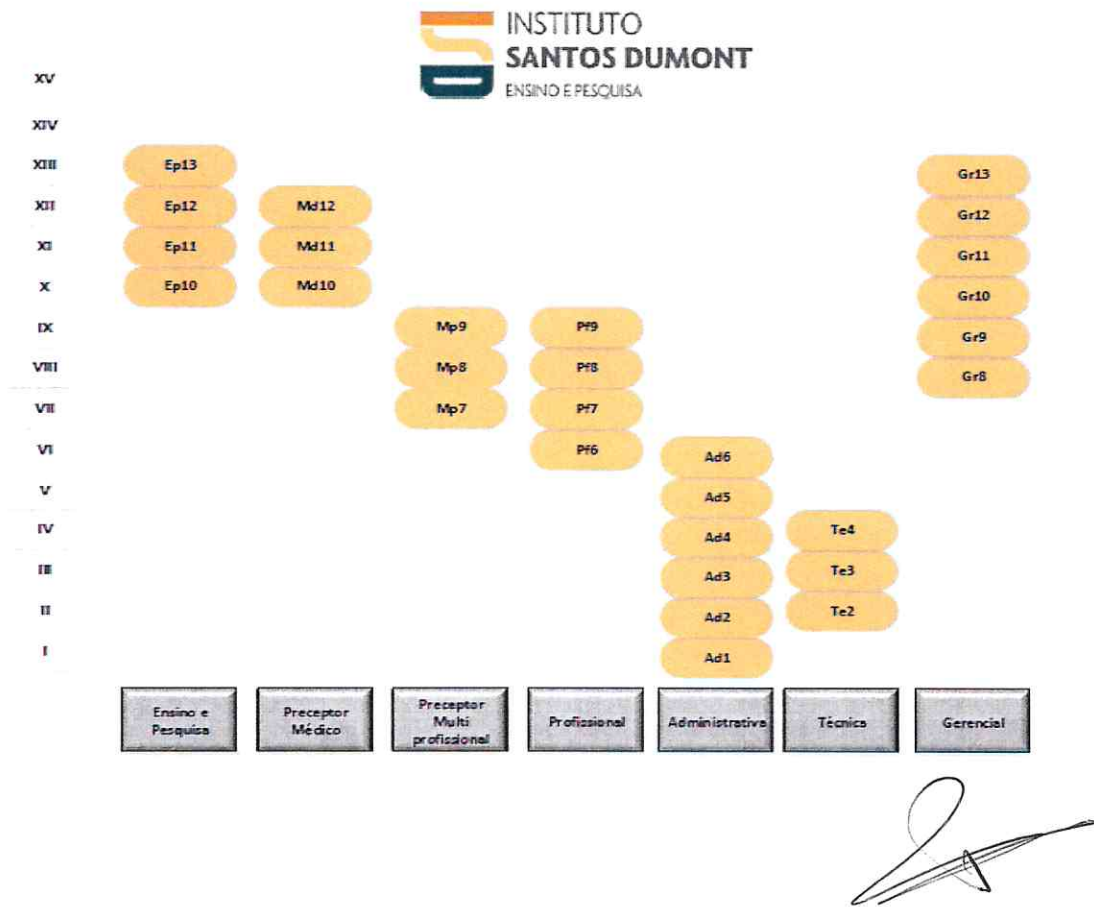 INSTITUTO
SANTOS DUMONT
ENSINO E PESQUISA
XV
XIV
XIII Ep13 Gr13
XII Ep12 Md12 Gr12
XI Ep11 Md11 Gr11
X Ep10 Md10 Gr10
IX Mp9 Pf9 Gr9
VIII Mp8 Pf8 Gr8
VII Mp7 Pf7
VI Pf6 Ad6
V Ad5
IV Ad4 Te4
III Ad3 Te3
II Ad2 Te2
I Ad1
Ensino e
Pesquisa
Preceptor
Médico
Preceptor
Multi
profissional
Profissional
Administrativa
Técnica
Gerencial